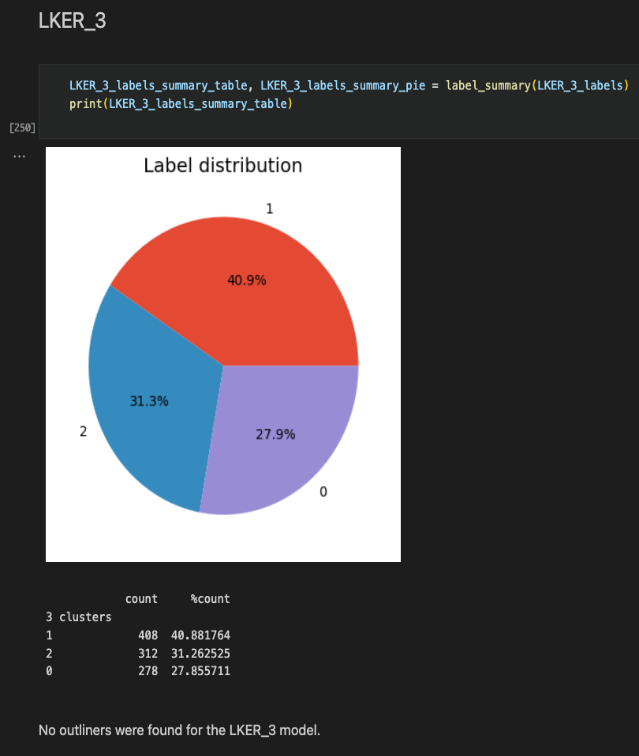 LKER_3
LKER_3_labels_summary_table, LKER_3_labels_summary_pie = label_summary(LKER_3_labels)
print(LKER_3_labels_summary_table)
[250]
...
Label distribution
1
40.9%
31.3%
2
27.9%
0
count %count
3 clusters
1 408 40.881764
2 312 31.262525
0 278 27.855711
No outliners were found for the LKER_3 model.